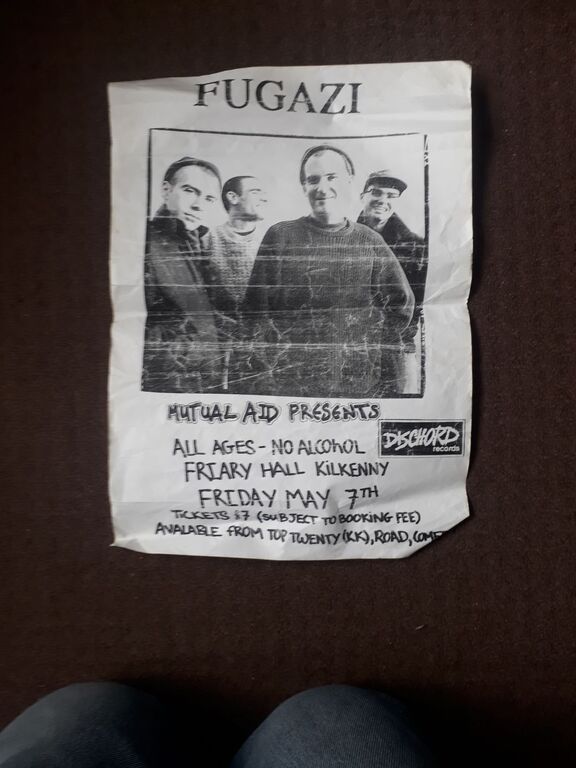 FUGAZI
MUTUAL AID PRESENTS
DISCHORD
records
ALL AGES - NO ALCOHOL
FRIARY HALL KILKENNY
FRIDAY MAY 7TH
TICKETS £7 (SUBJECT TO BOOKING FEE)
AVALABLE FROM TOP TWENTY (KK), ROAD,